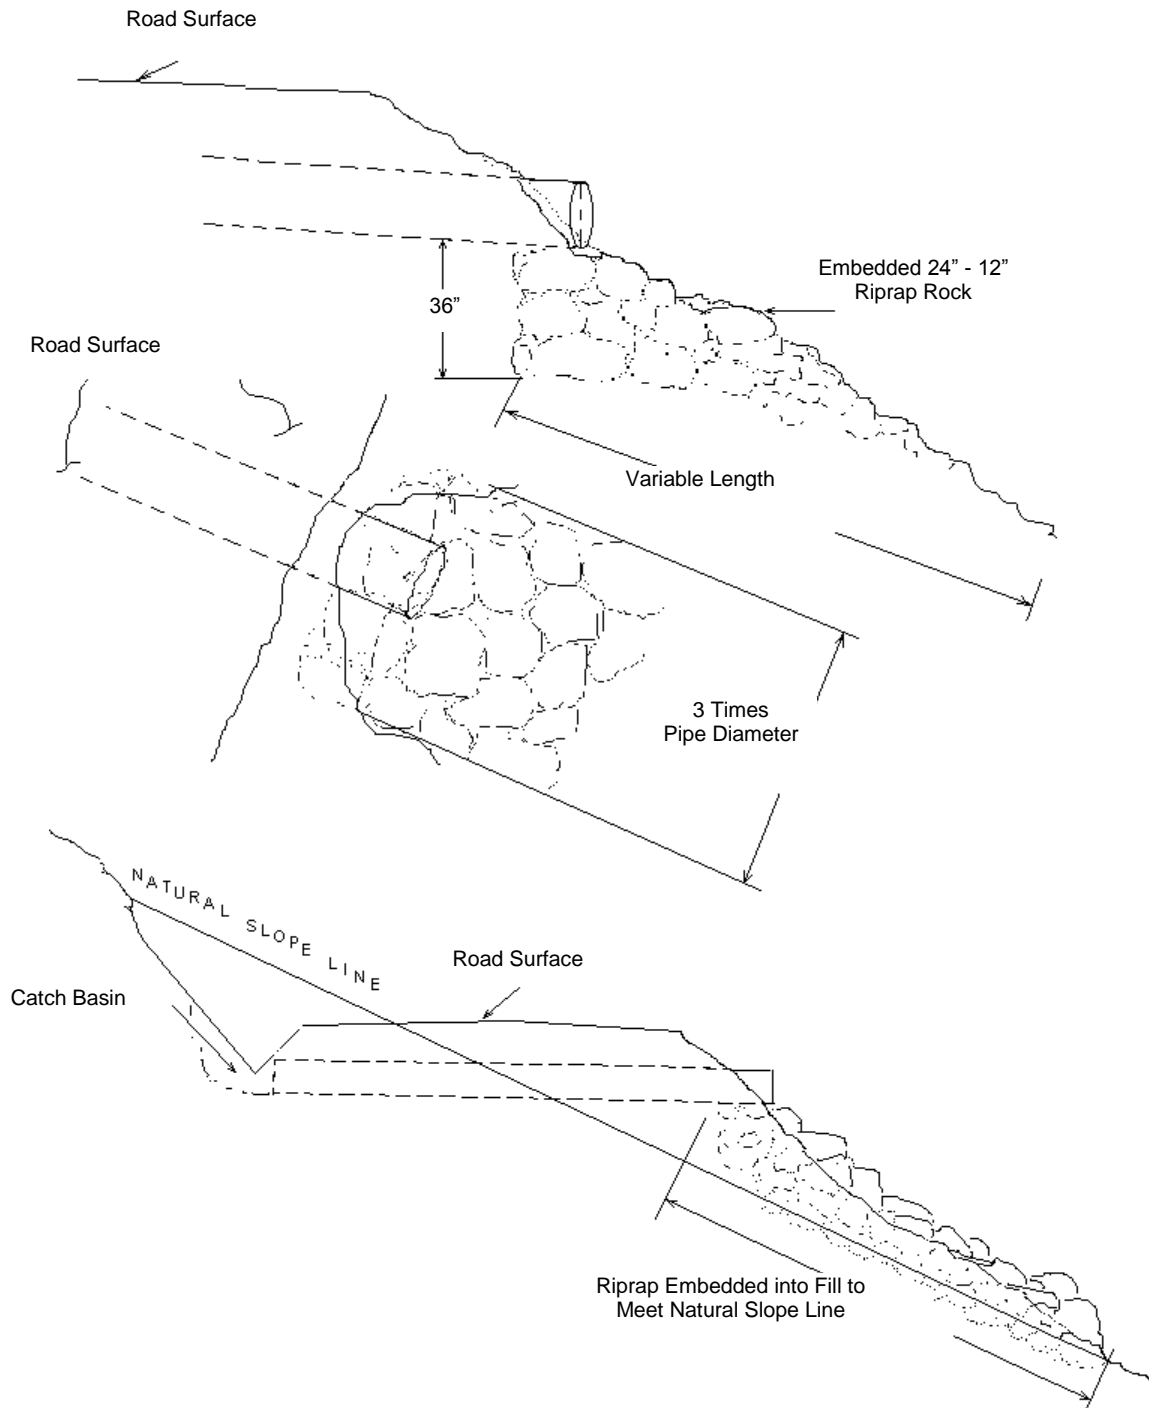 Road Surface
Embedded 24” - 12”
Riprap Rock
36”
Road Surface
Variable Length
3 Times
Pipe Diameter
NATURAL SLOPE LINE
Road Surface
Catch Basin
Riprap Embedded into Fill to
Meet Natural Slope Line